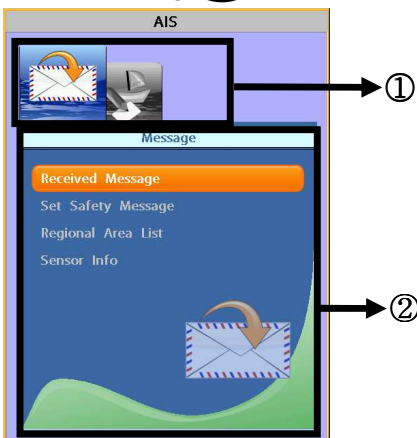 AIS
①
Message
Received Message
Set Safety Message
Regional Area List
Sensor Info
②